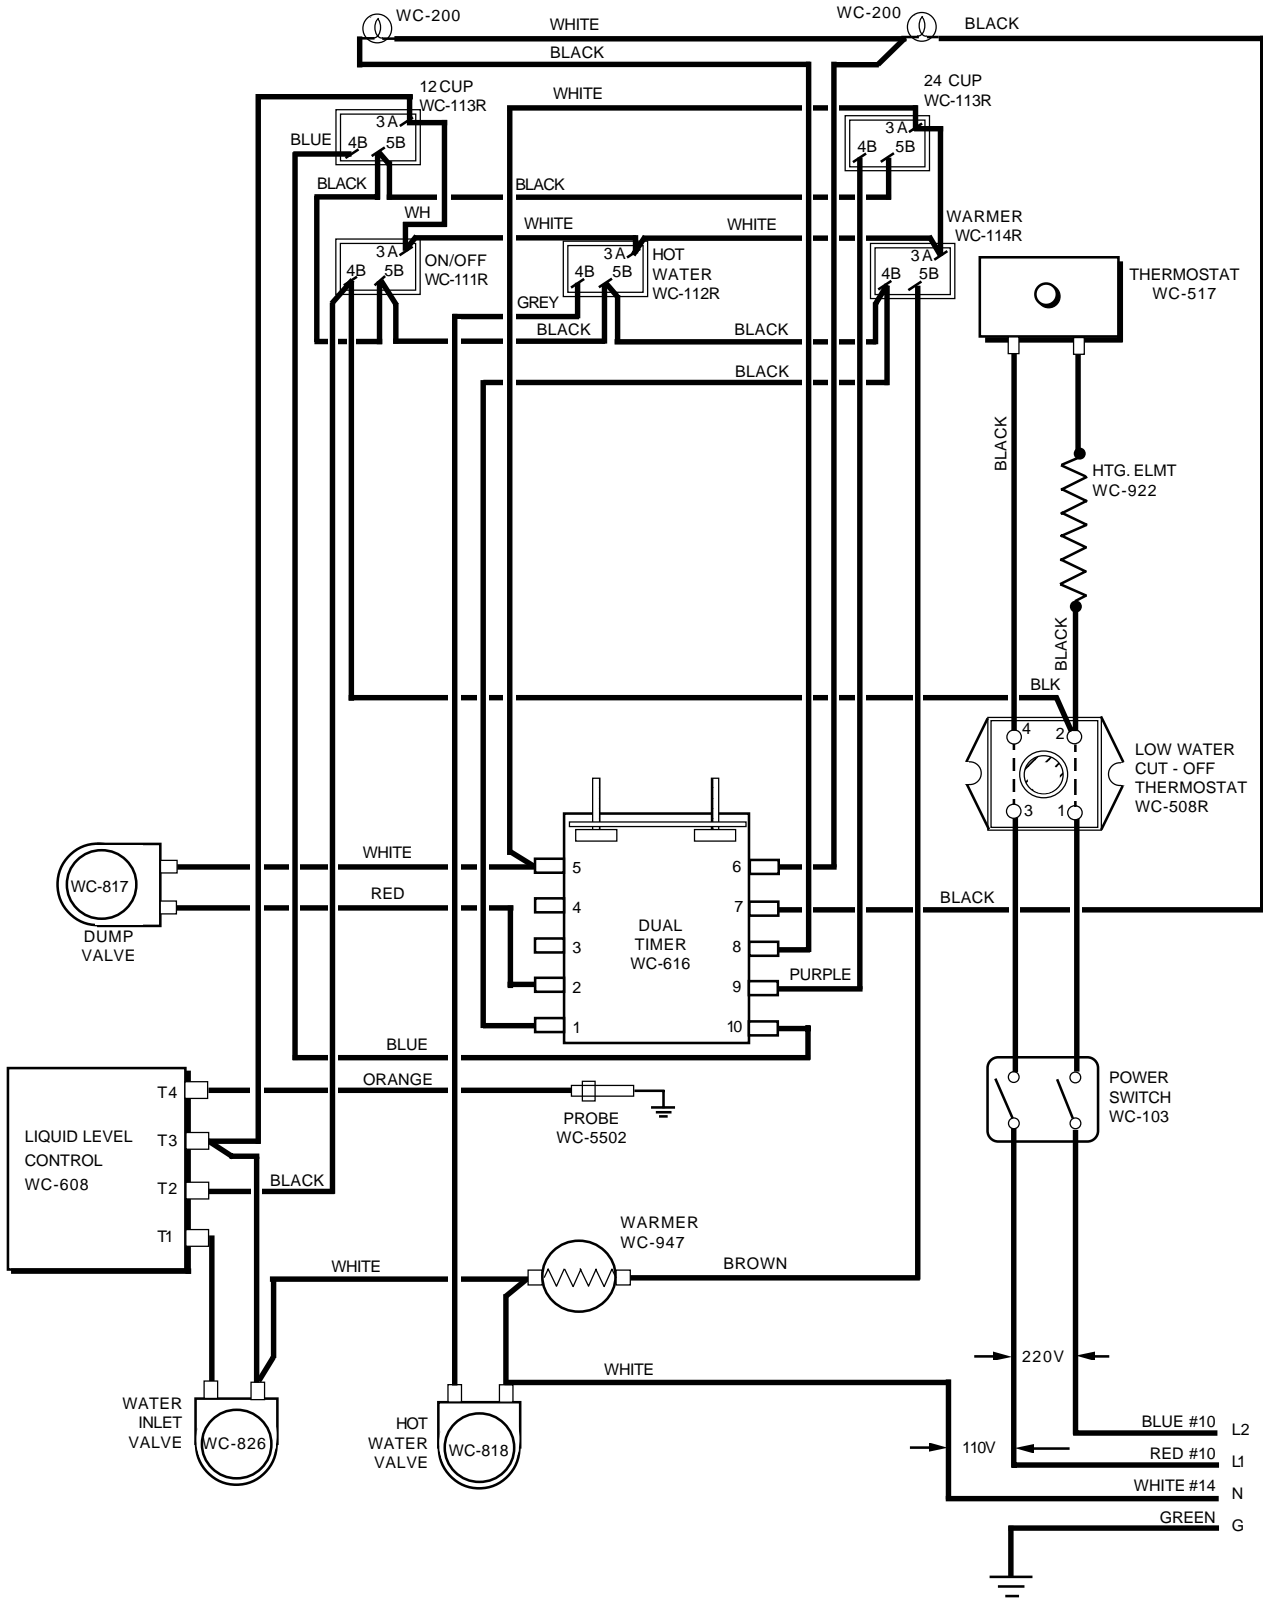 WC-200
WHITE
WC-200
BLACK
BLACK
12 CUP
WC-113R
WHITE
24 CUP
WC-113R
3 A
4B
5B
BLUE
3 A
4B
5B
BLACK
BLACK
WH
WHITE
WHITE
WARMER
WC-114R
3 A
4B
5B
ON/OFF
WC-111R
3 A
4B
5B
HOT
WATER
WC-112R
3 A
4B
5B
THERMOSTAT
WC-517
GREY
BLACK
BLACK
BLACK
BLACK
HTG. ELMT
WC-922
BLACK
BLK
4
2
3
1
LOW WATER
CUT - OFF
THERMOSTAT
WC-508R
WHITE
RED
WC-817
DUMP
VALVE
5
4
3
2
1
DUAL
TIMER
WC-616
6
7
8
9
10
BLACK
PURPLE
BLUE
ORANGE
PROBE
WC-5502
POWER
SWITCH
WC-103
LIQUID LEVEL
CONTROL
WC-608
T4
T3
T2
T1
BLACK
WARMER
WC-947
WHITE
BROWN
WHITE
220V
WATER
INLET
VALVE
WC-826
HOT
WATER
VALVE
WC-818
110V
BLUE #10 L2
RED #10 L1
WHITE #14 N
GREEN G